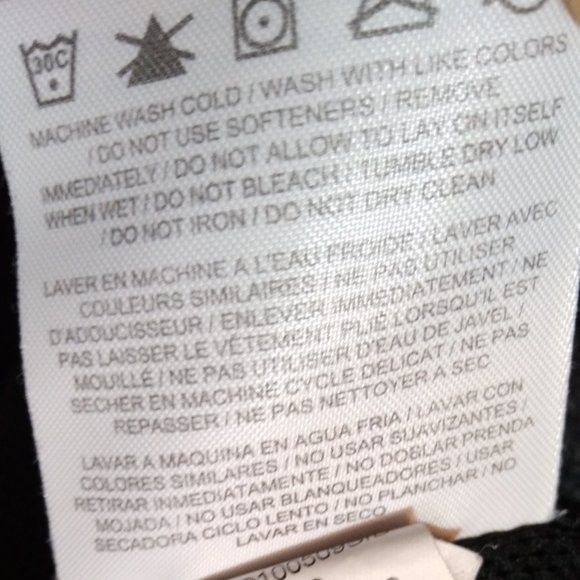 30C
MACHINE WASH COLD / WASH WITH LIKE COLORS
/ DO NOT USE SOFTENERS / REMOVE
IMMEDIATELY / DO NOT ALLOW TO LAY ON ITSELF
WHEN WET / DO NOT BLEACH / TUMBLE DRY LOW
/ DO NOT IRON / DO NOT DRY CLEAN
LAVER EN MACHINE A L'EAU FROIDE / LAVER AVEC
COULEURS SIMILAIRES / NE PAS UTILISER
D'ADOUCISSEUR / ENLEVER IMMEDIATEMENT / NE
PAS LAISSER LE VÊTEMENT PLIE LORSQU'IL EST
MOUILLÉ / NE PAS UTILISER D'EAU DE JAVEL /
SECHER EN MACHINE CYCLE DELICAT / NE PAS
REPASSER / NE PAS NETTOYER A SEC
LAVAR A MAQUINA EN AGUA FRIA / LAVAR CON
COLORES SIMILARES / NO USAR SUAVIZANTES /
RETIRAR INMEDIATAMENTE / NO DOBLAR PRENDA
MOJADA / NO USAR BLANQUEADORES / USAR
SECADORA CICLO LENTO / NO PLANCHAR / NO
LAVAR EN SECO